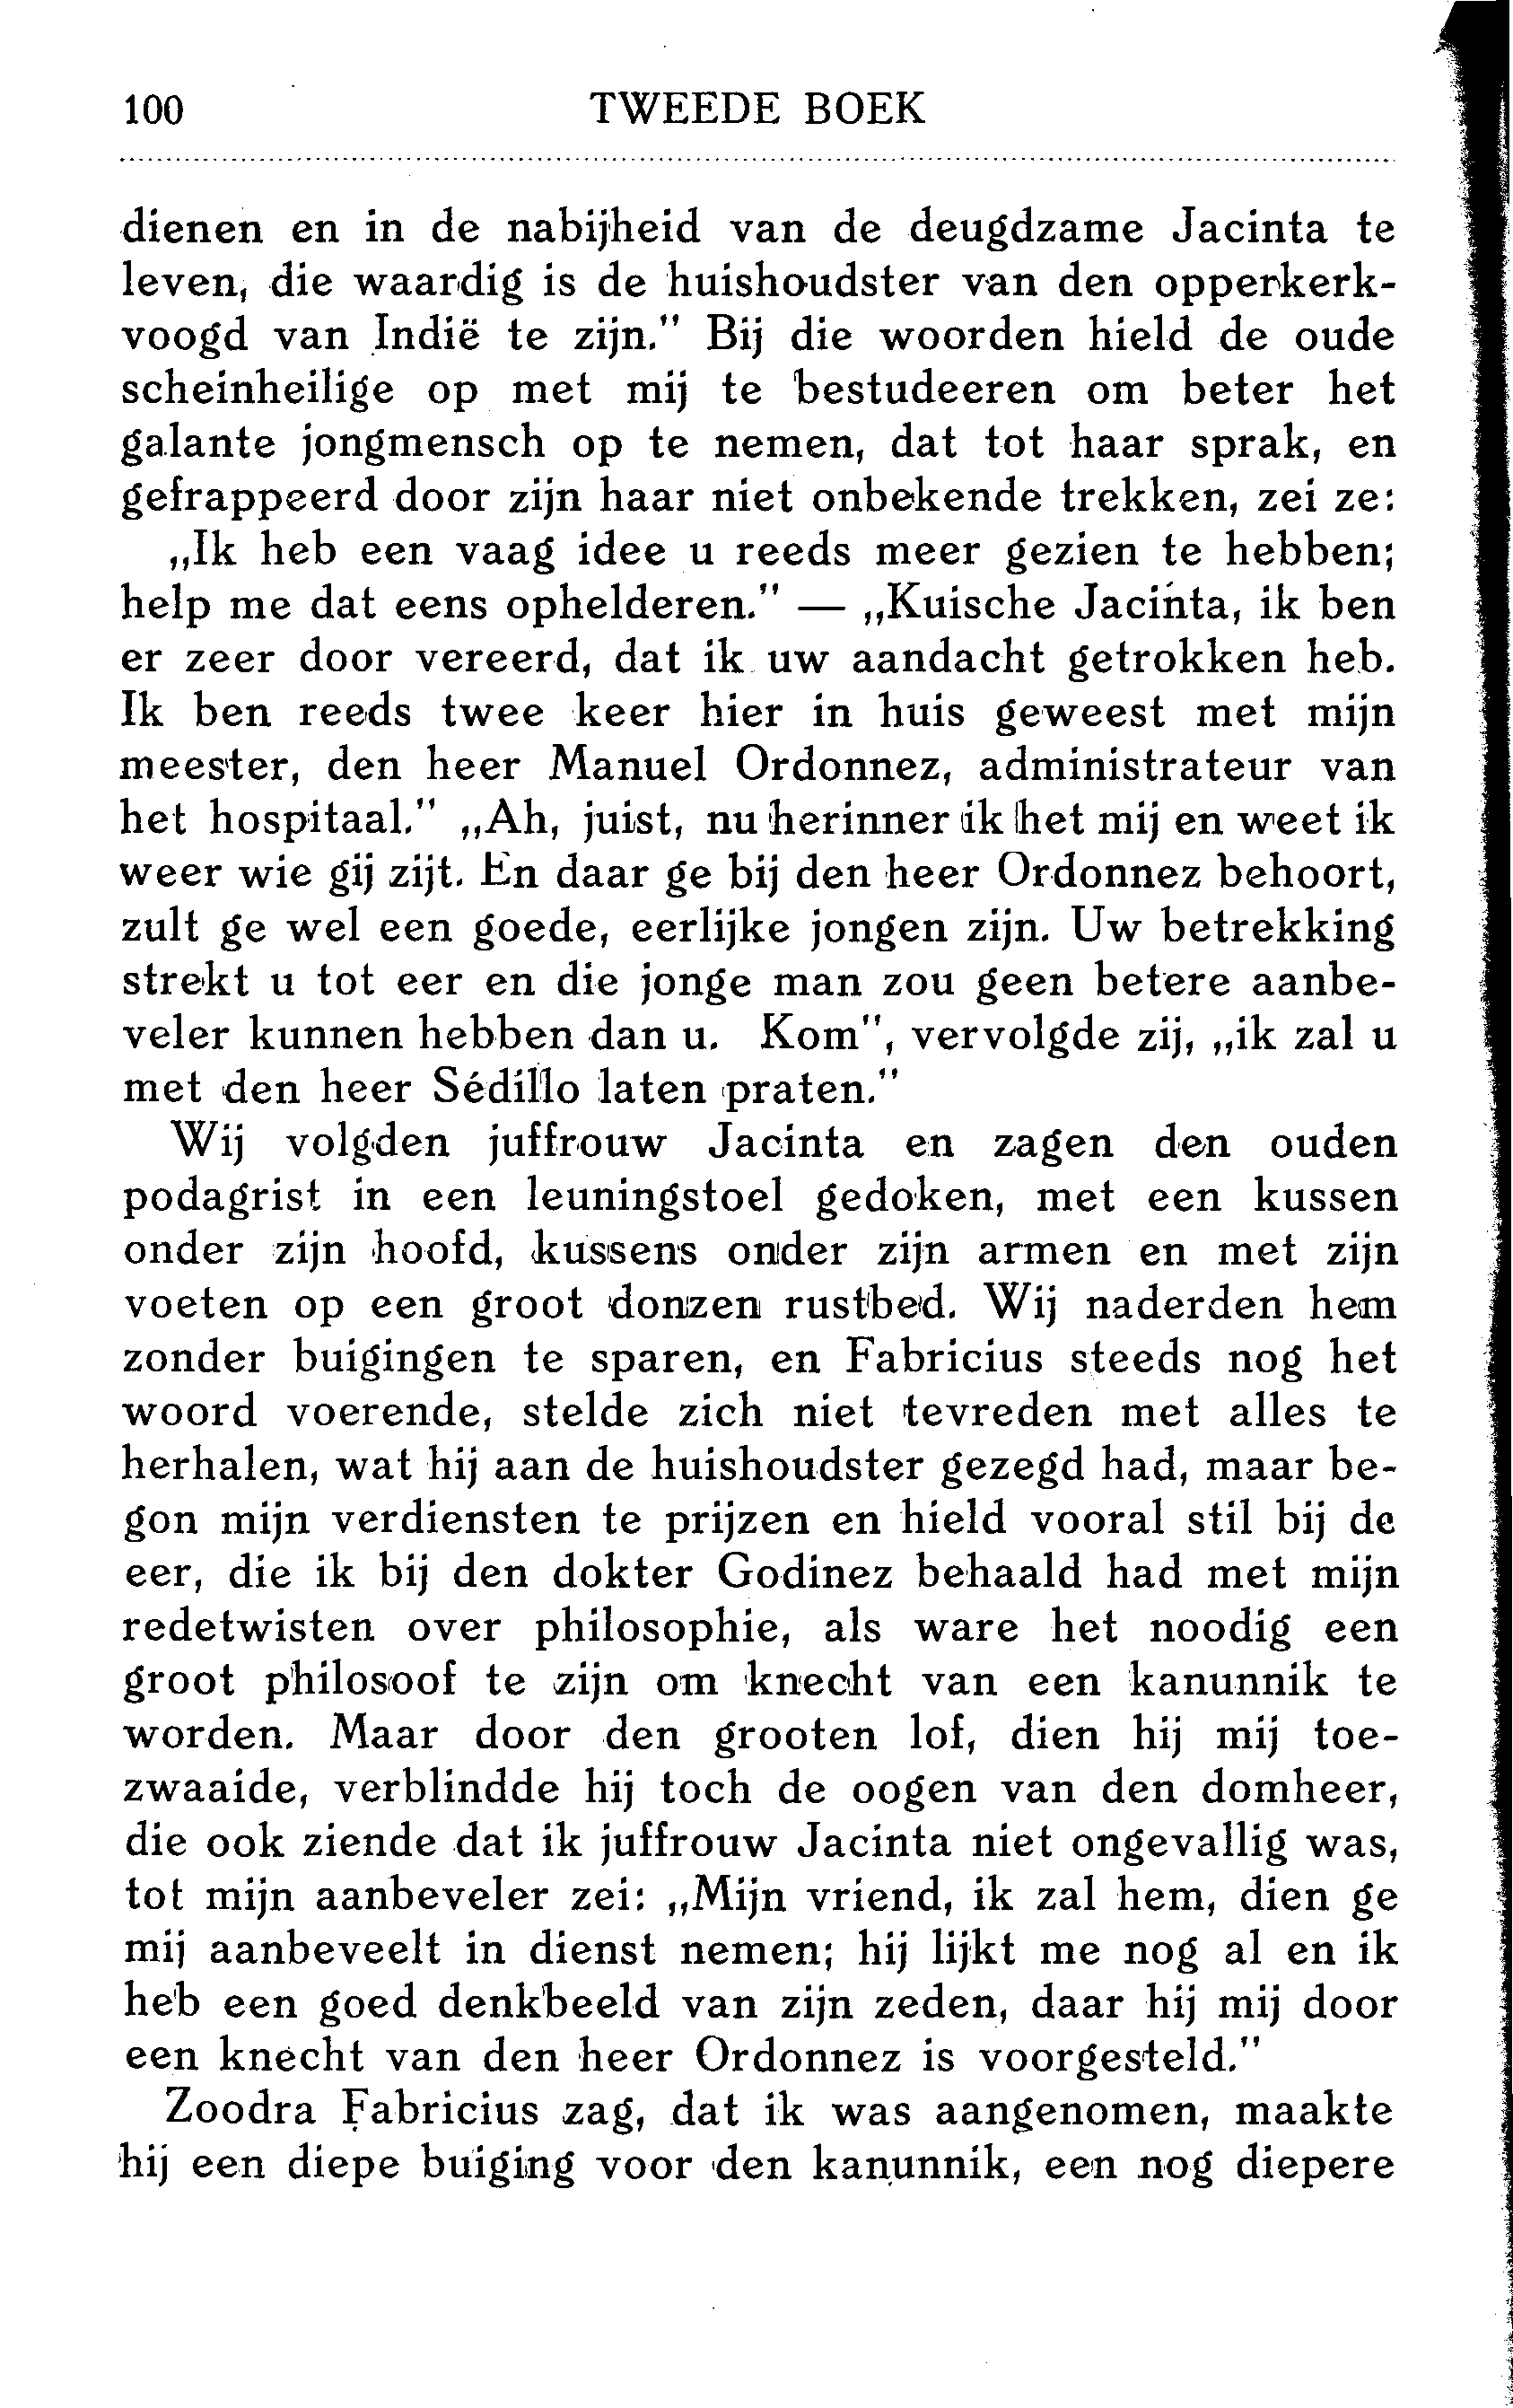 100 TWEEDE BOEK
dienen en in de nabijheid van de deugdzame Jacinta te
leven, die waardig is de huishoudster van den opperkerk-
voogd van Indië te zijn." Bij die woorden hield de oude
scheinheilige op met mij te bestudeeren om beter het
galante jongmensch op te nemen, dat tot haar sprak, en
gefrappeerd door zijn haar niet onbekende trekken, zei ze:
„Ik heb een vaag idee u reeds meer gezien te hebben;
help me dat eens ophelderen." — „Kuische Jacinta, ik ben
er zeer door vereerd, dat ik uw aandacht getrokken heb.
Ik ben reeds twee keer hier in huis geweest met mijn
meester, den heer Manuel Ordonnez, administrateur van
het hospitaal." „Ah, juist, nu herinner ik het mij en weet ik
weer wie gij zijt. En daar ge bij den heer Ordonnez behoort,
zult ge wel een goede, eerlijke jongen zijn. Uw betrekking
strekt u tot eer en die jonge man zou geen betere aanbe-
veler kunnen hebben dan u. Kom", vervolgde zij, „ik zal u
met den heer Sédillo laten praten."
Wij volgden juffrouw Jacinta en zagen den ouden
podagrist in een leuningstoel gedoken, met een kussen
onder zijn hoofd, kussens onder zijn armen en met zijn
voeten op een groot donzen rustbed. Wij naderden hem
zonder buigingen te sparen, en Fabricius steeds nog het
woord voerende, stelde zich niet tevreden met alles te
herhalen, wat hij aan de huishoudster gezegd had, maar be-
gon mijn verdiensten te prijzen en hield vooral stil bij de
eer, die ik bij den dokter Godinez behaald had met mijn
redetwisten over philosophie, als ware het noodig een
groot philosoof te zijn om knecht van een kanunnik te
worden. Maar door den grooten lof, dien hij mij toe-
zwaaide, verblindde hij toch de oogen van den domheer,
die ook ziende dat ik juffrouw Jacinta niet ongevallig was,
tot mijn aanbeveler zei: „Mijn vriend, ik zal hem, dien ge
mij aanbeveelt in dienst nemen; hij lijkt me nog al en ik
heb een goed denkbeeld van zijn zeden, daar hij mij door
een knecht van den heer Ordonnez is voorgesteld."
Zoodra Fabricius zag, dat ik was aangenomen, maakte
hij een diepe buiging voor den kanunnik, een nog diepere